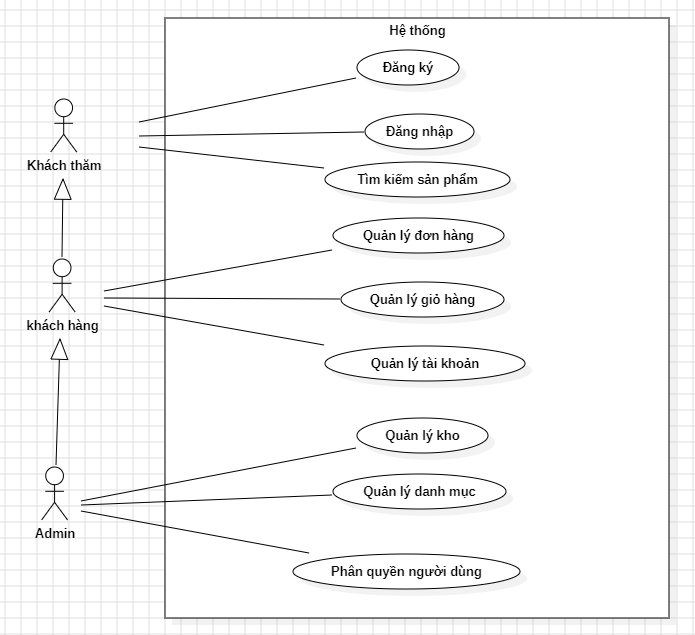 Hệ thống
Đăng ký
Đăng nhập
Khách thăm
Tìm kiếm sản phẩm
Quản lý đơn hàng
Quản lý giỏ hàng
khách hàng
Quản lý tài khoản
Quản lý kho
Quản lý danh mục
Admin
Phân quyền người dùng